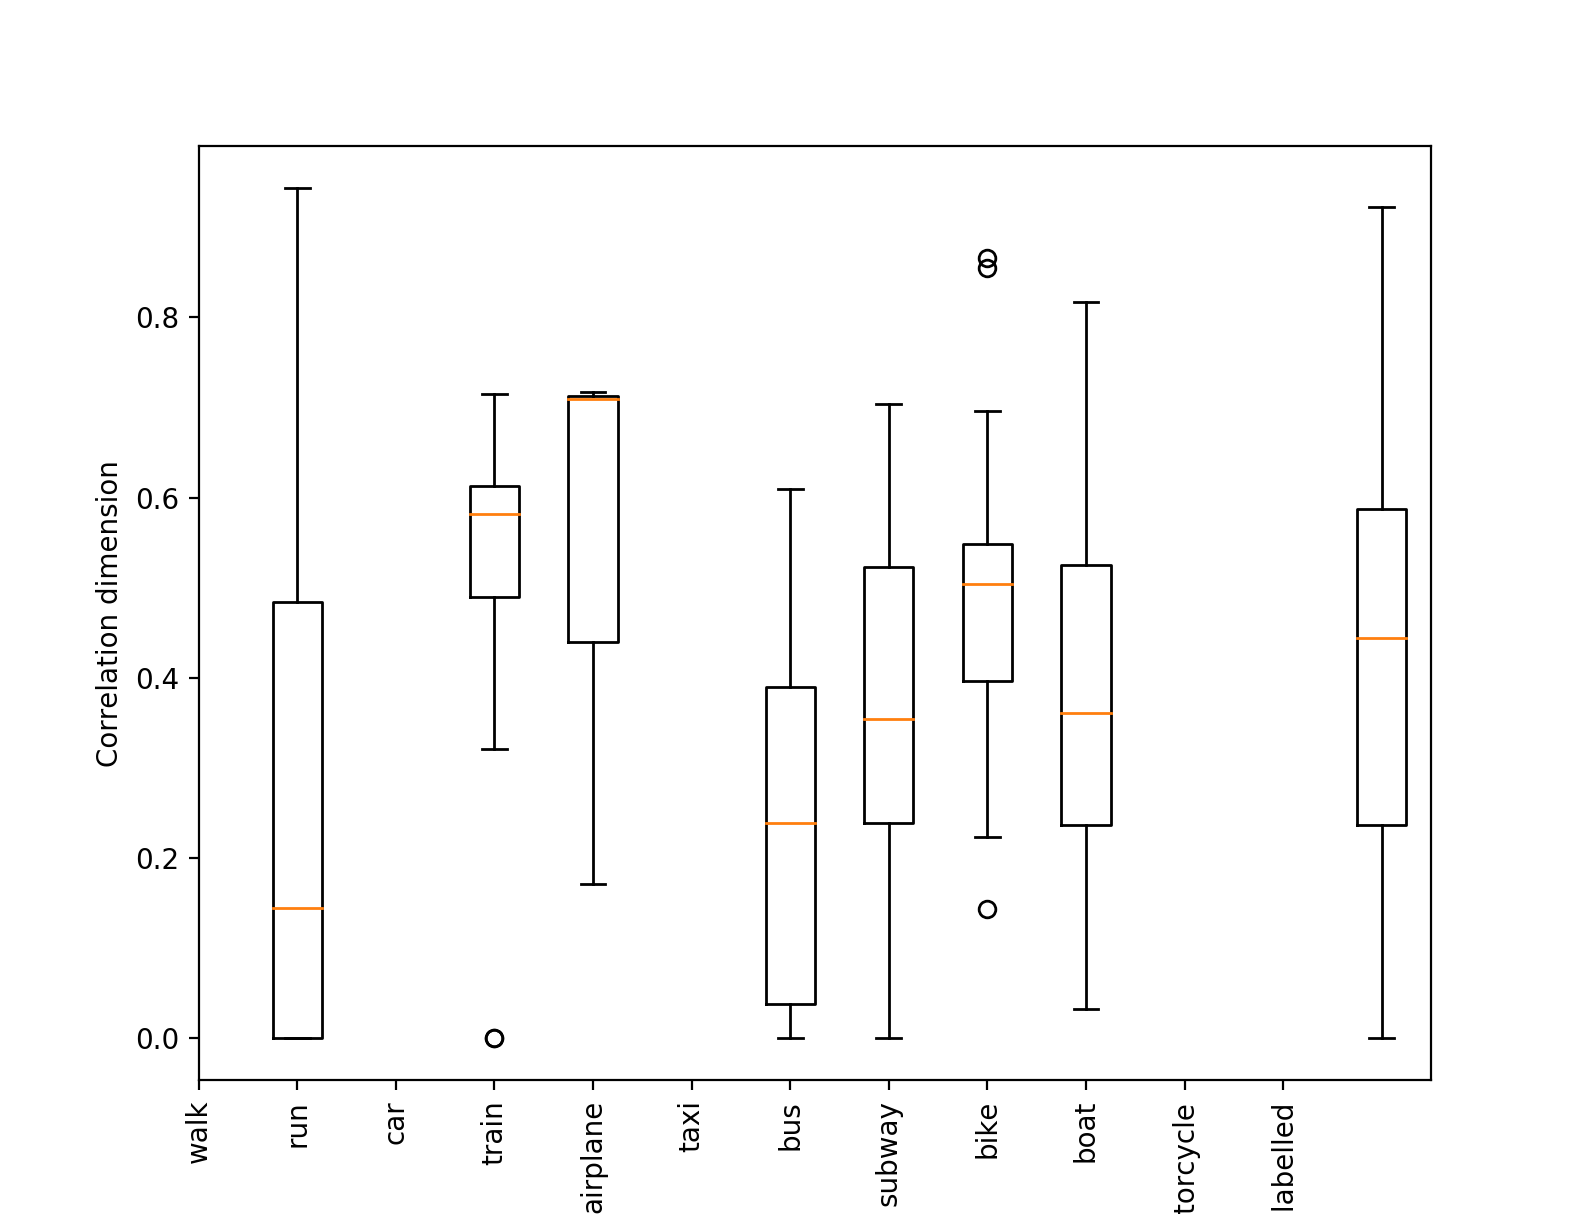 Correlation dimension
0.8
0.6
0.4
0.2
0.0
walk
run
car
train
airplane
taxi
bus
subway
bike
boat
torcycle
labelled